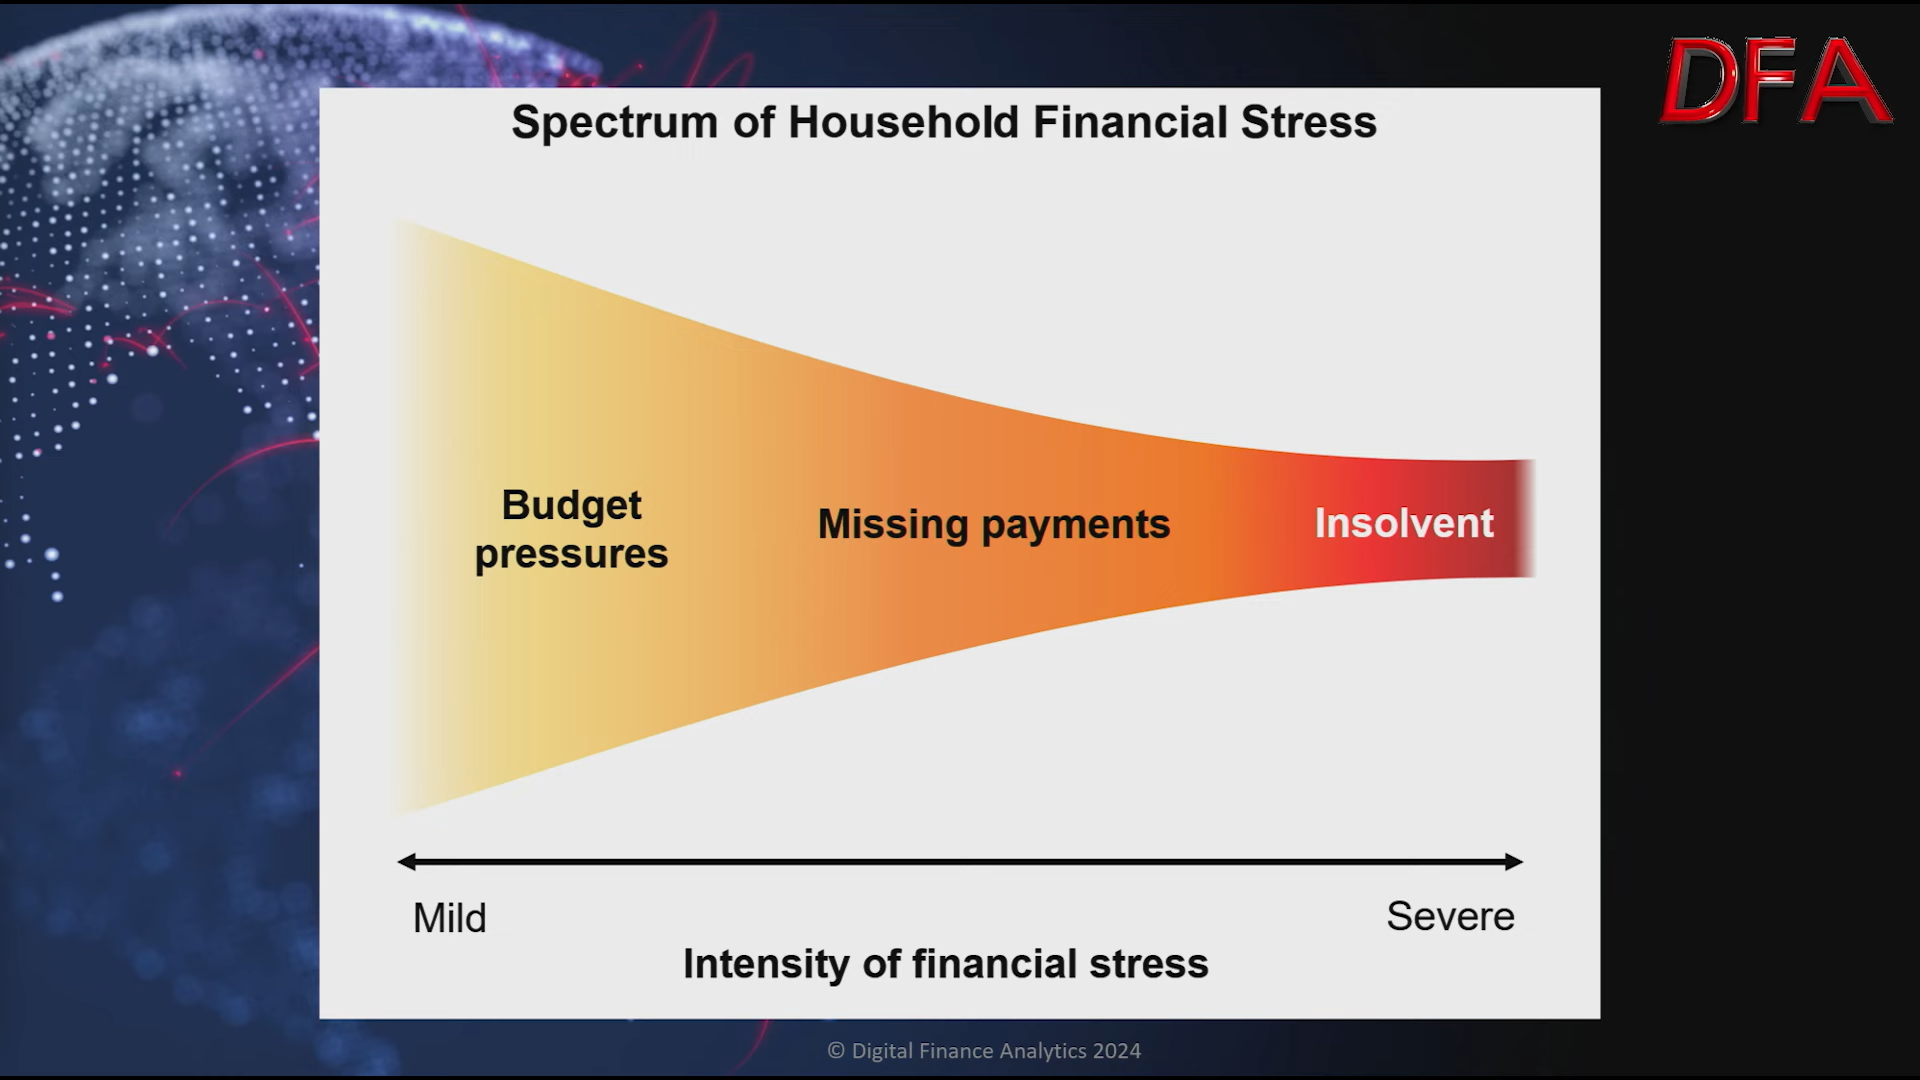 DFA
Spectrum of Household Financial Stress
Budget
pressures
Missing payments
Insolvent
Mild
Severe
Intensity of financial stress
© Digital Finance Analytics 2024